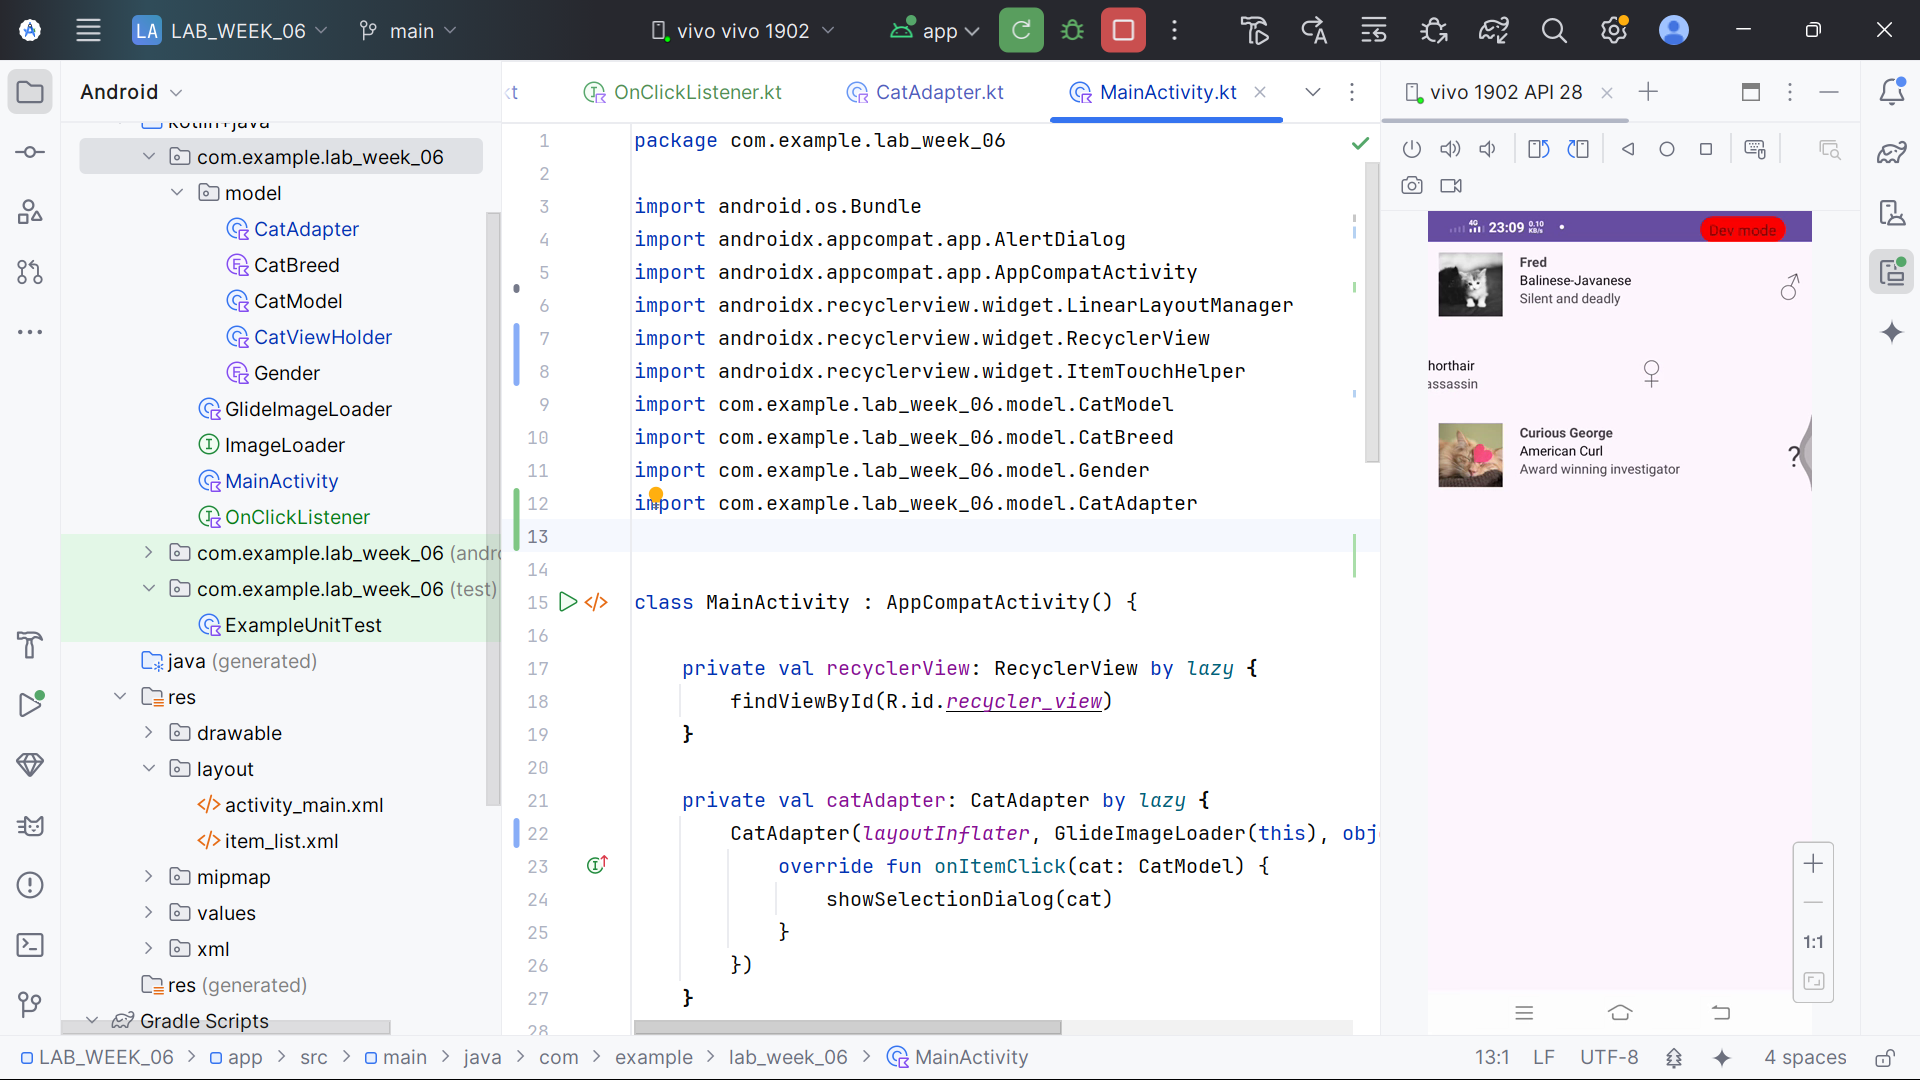 LA LAB_WEEK_06 main vivo vivo 1902 app
Android
kotlin+java
com.example.lab_week_06
model
CatAdapter
CatBreed
CatModel
CatViewHolder
Gender
GlideImageLoader
ImageLoader
MainActivity
OnClickListener
com.example.lab_week_06 (andro
com.example.lab_week_06 (test)
ExampleUnitTest
java (generated)
res
drawable
layout
activity_main.xml
item_list.xml
mipmap
values
xml
res (generated)
Gradle Scripts
kt OnClickListener.kt CatAdapter.kt MainActivity.kt
1 package com.example.lab_week_06
2
3 import android.os.Bundle
4 import androidx.appcompat.app.AlertDialog
5 import androidx.appcompat.app.AppCompatActivity
6 import androidx.recyclerview.widget.LinearLayoutManager
7 import androidx.recyclerview.widget.RecyclerView
8 import androidx.recyclerview.widget.ItemTouchHelper
9 import com.example.lab_week_06.model.CatModel
10 import com.example.lab_week_06.model.CatBreed
11 import com.example.lab_week_06.model.Gender
12 import com.example.lab_week_06.model.CatAdapter
13
14
15 class MainActivity : AppCompatActivity() {
16
17 private val recyclerView: RecyclerView by lazy {
18 findViewById(R.id.recycler_view)
19 }
20
21 private val catAdapter: CatAdapter by lazy {
22 CatAdapter(layoutInflater, GlideImageLoader(this), obj
23 override fun onItemClick(cat: CatModel) {
24 showSelectionDialog(cat)
25 }
26 })
27 }
28
vivo 1902 API 28
4G 23:09 0.10 KB/s Dev mode
Fred
Balinese-Javanese
Silent and deadly
♂
horthair
assassin
♀
Curious George
American Curl
Award winning investigator
?
1:1
LAB_WEEK_06 > app > src > main > java > com > example > lab_week_06 > MainActivity
13:1 LF UTF-8 4 spaces